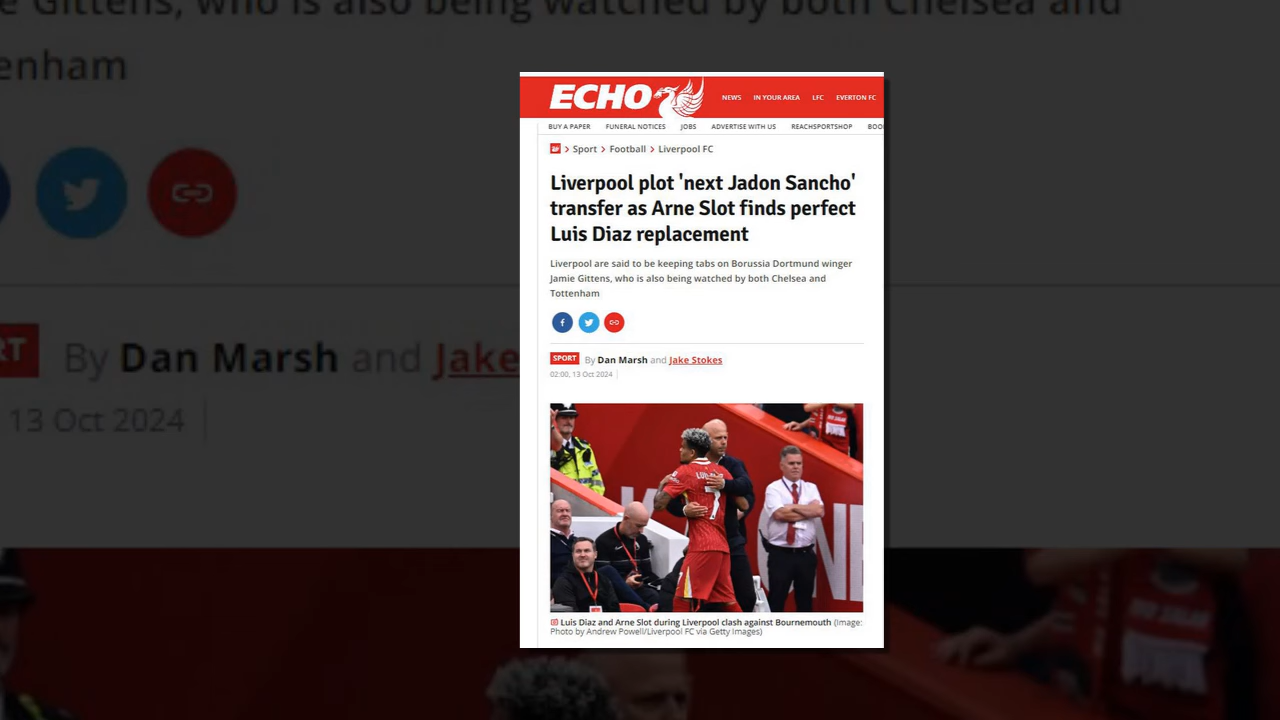 e Gittens, who is also being watched by both Chelsea and
enham
RT By Dan Marsh and Jake
13 Oct 2024
ECHO NEWS IN YOUR AREA LFC EVERTON FC
BUY A PAPER FUNERAL NOTICES JOBS ADVERTISE WITH US REACHSPORTSHOP BOO
Sport Football Liverpool FC
Liverpool plot 'next Jadon Sancho'
transfer as Arne Slot finds perfect
Luis Diaz replacement
Liverpool are said to be keeping tabs on Borussia Dortmund winger
Jamie Gittens, who is also being watched by both Chelsea and
Tottenham
SPORT By Dan Marsh and Jake Stokes
02:00, 13 Oct 2024
7
Luis Diaz and Arne Slot during Liverpool clash against Bournemouth (Image:
Photo by Andrew Powell/Liverpool FC via Getty Images)